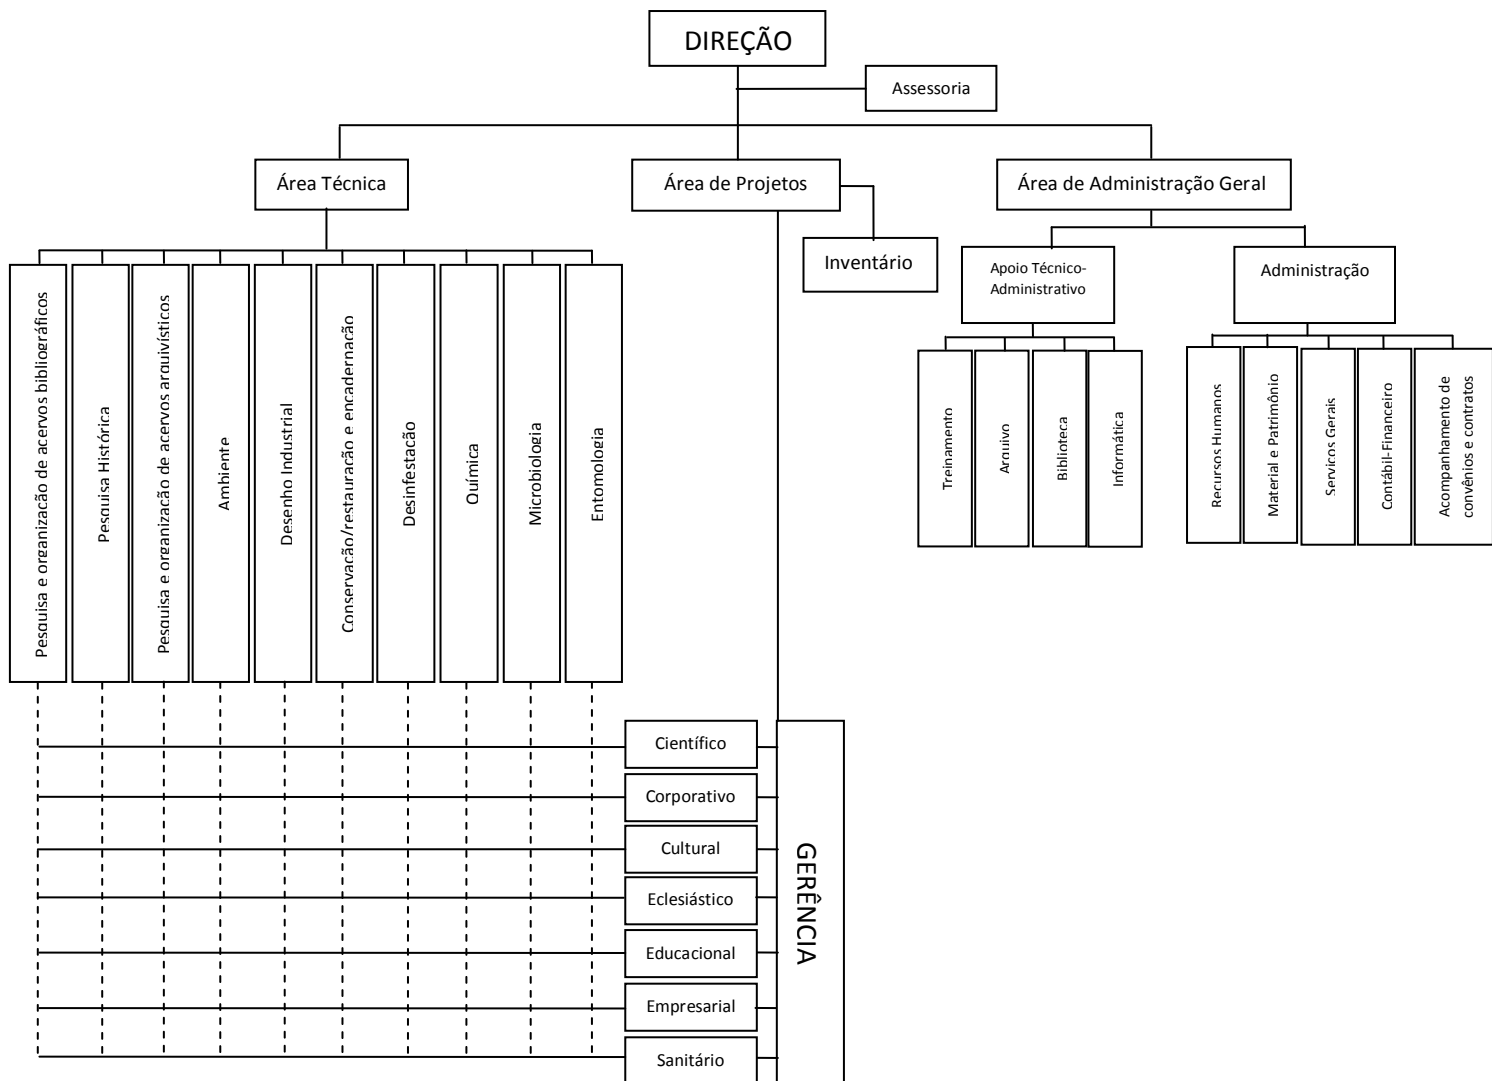 DIREÇÃO
Assessoria
Área Técnica
Área de Projetos
Área de Administração Geral
Inventário
Apoio Técnico-
Administrativo
Administração
Pesquisa e organização de acervos bibliográficos
Pesquisa Histórica
Pesquisa e organização de acervos arquivísticos
Ambiente
Desenho Industrial
Conservação/restauração e encadernação
Desinfestação
Química
Microbiologia
Entomologia
Treinamento
Arquivo
Biblioteca
Informática
Recursos Humanos
Material e Patrimônio
Serviços Gerais
Contábil-Financeiro
Acompanhamento de
convênios e contratos
Científico
Corporativo
Cultural
Eclesiástico
Educacional
Empresarial
Sanitário
GERÊNCIA